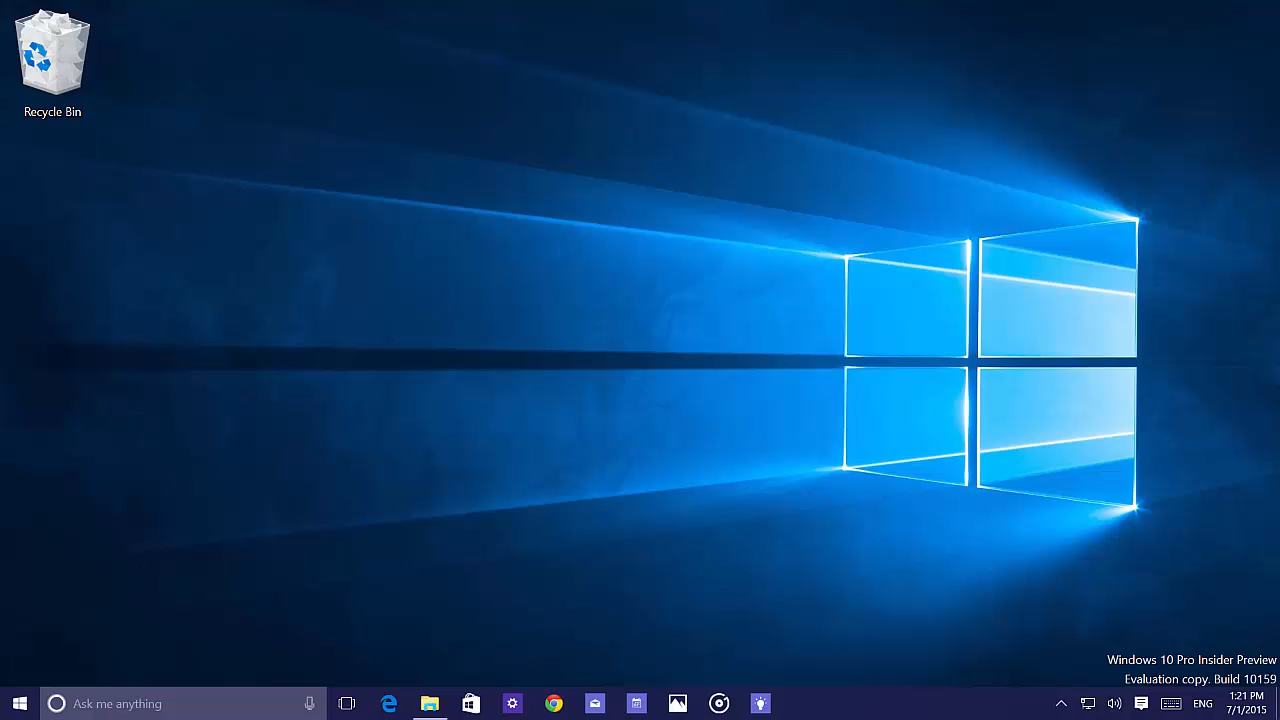 Recycle Bin
Windows 10 Pro Insider Preview
Evaluation copy. Build 10159
Ask me anything
ENG
1:21 PM
7/1/2015